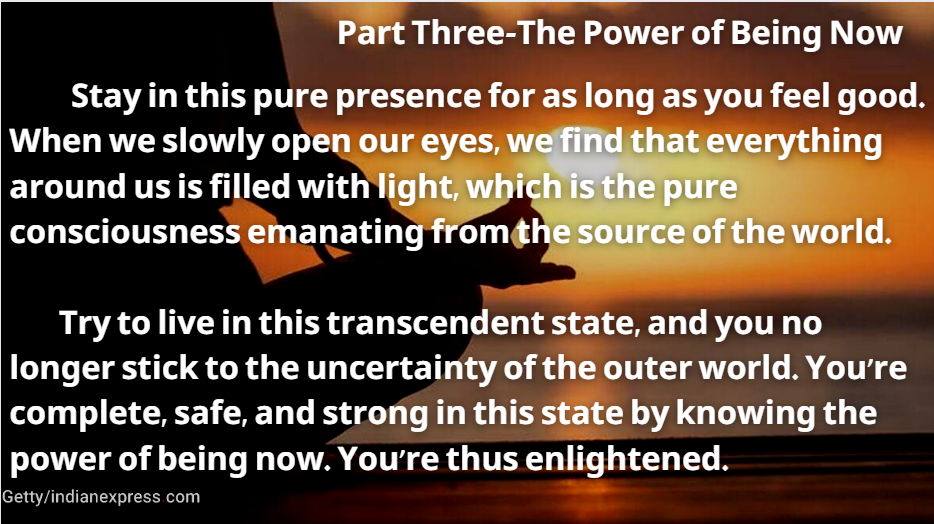 Part Three-The Power of Being Now
Stay in this pure presence for as long as you feel good.
When we slowly open our eyes, we find that everything
around us is filled with light, which is the pure
consciousness emanating from the source of the world.
Try to live in this transcendent state, and you no
longer stick to the uncertainty of the outer world. You’re
complete, safe, and strong in this state by knowing the
power of being now. You’re thus enlightened.
Getty/indianexpress.com